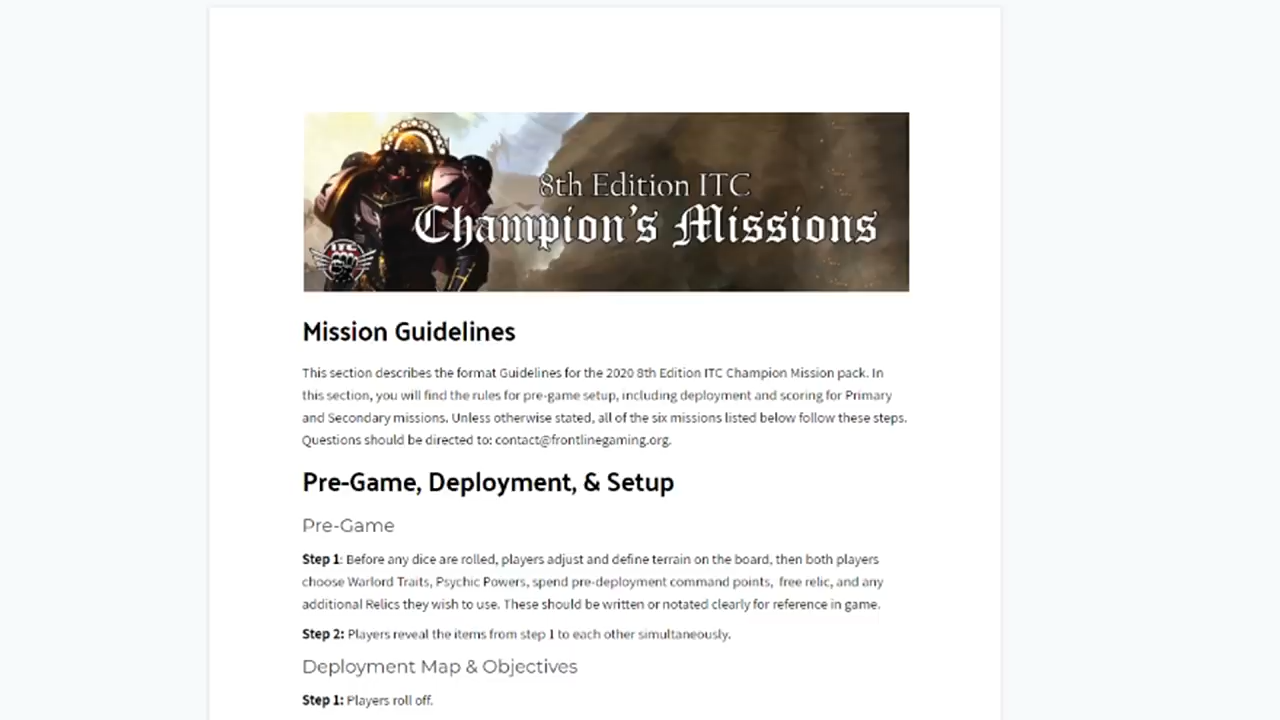 8th Edition ITC
Champion's Missions
ITC
Mission Guidelines
This section describes the format Guidelines for the 2020 8th Edition ITC Champion Mission pack. In
this section, you will find the rules for pre-game setup, including deployment and scoring for Primary
and Secondary missions. Unless otherwise stated, all of the six missions listed below follow these steps.
Questions should be directed to: contact@frontlinegaming.org.
Pre-Game, Deployment, & Setup
Pre-Game
Step 1: Before any dice are rolled, players adjust and define terrain on the board, then both players
choose Warlord Traits, Psychic Powers, spend pre-deployment command points,  free relic, and any
additional Relics they wish to use. These should be written or notated clearly for reference in game.
Step 2: Players reveal the items from step 1 to each other simultaneously.
Deployment Map & Objectives
Step 1: Players roll off.